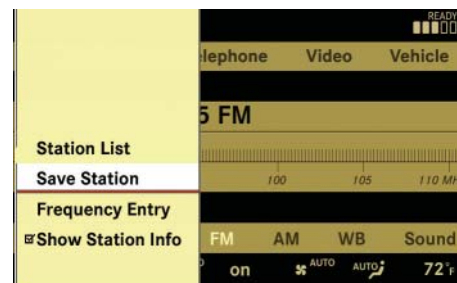 READY
elephone Video Vehicle
5 FM
Station List
Save Station
100 105 110 MH
Frequency Entry
Show Station Info
FM AM WB Sound
on AUTO AUTO 72°F